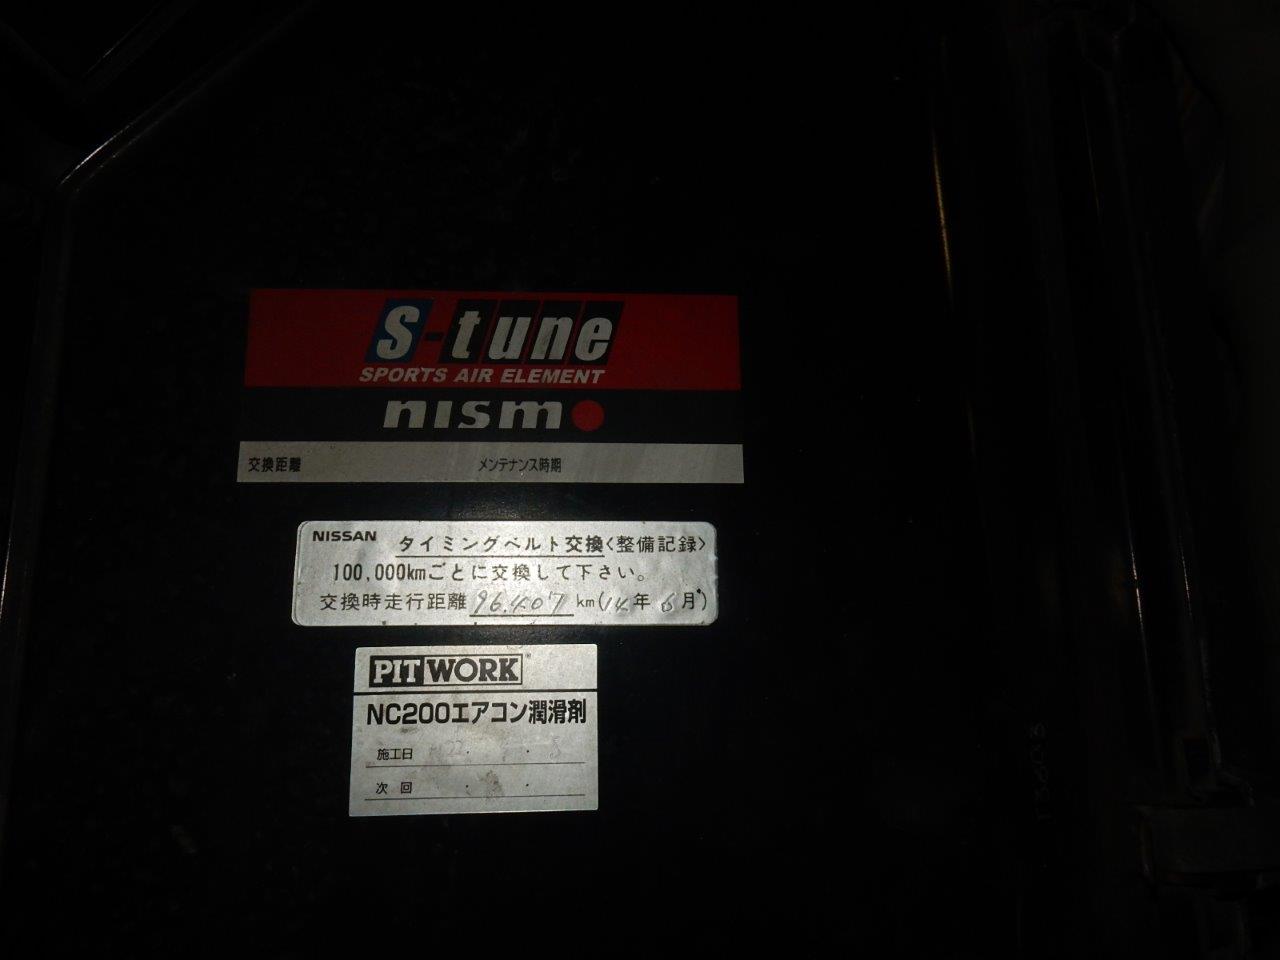 S-tune
SPORTS AIR ELEMENT
nismo
交換距離 メンテナンス時期
NISSAN タイミングベルト交換〈整備記録〉
100,000kmごとに交換して下さい。
交換時走行距離 96,407 km(14年 6月)
PIT WORK
NC200エアコン潤滑剤
施工日
次 回